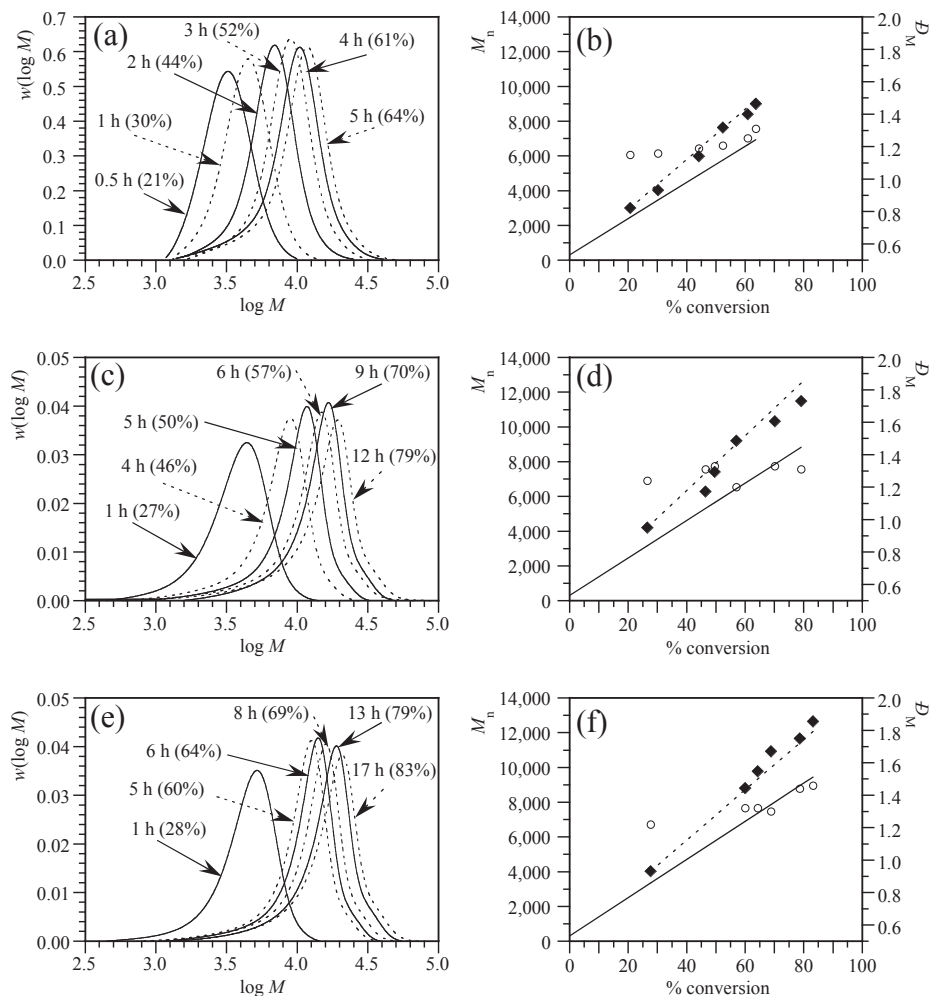 (a)
w(log M)
0.7
0.6
0.5
0.4
0.3
0.2
0.1
0.0
3 h (52%)
2 h (44%)
4 h (61%)
1 h (30%)
5 h (64%)
0.5 h (21%)
2.5 3.0 3.5 4.0 4.5 5.0
log M
(b)
Mn
14,000
12,000
10,000
8,000
6,000
4,000
2,000
0
ĐM
2.0
1.8
1.6
1.4
1.2
1.0
0.8
0.6
0 20 40 60 80 100
% conversion
(c)
w(log M)
0.05
0.04
0.03
0.02
0.01
0.00
6 h (57%)
9 h (70%)
5 h (50%)
4 h (46%)
12 h (79%)
1 h (27%)
2.5 3.0 3.5 4.0 4.5 5.0
log M
(d)
Mn
14,000
12,000
10,000
8,000
6,000
4,000
2,000
0
ĐM
2.0
1.8
1.6
1.4
1.2
1.0
0.8
0.6
0 20 40 60 80 100
% conversion
(e)
w(log M)
0.05
0.04
0.03
0.02
0.01
0.00
8 h (69%)
13 h (79%)
6 h (64%)
17 h (83%)
5 h (60%)
1 h (28%)
2.5 3.0 3.5 4.0 4.5 5.0
log M
(f)
Mn
14,000
12,000
10,000
8,000
6,000
4,000
2,000
0
ĐM
2.0
1.8
1.6
1.4
1.2
1.0
0.8
0.6
0 20 40 60 80 100
% conversion